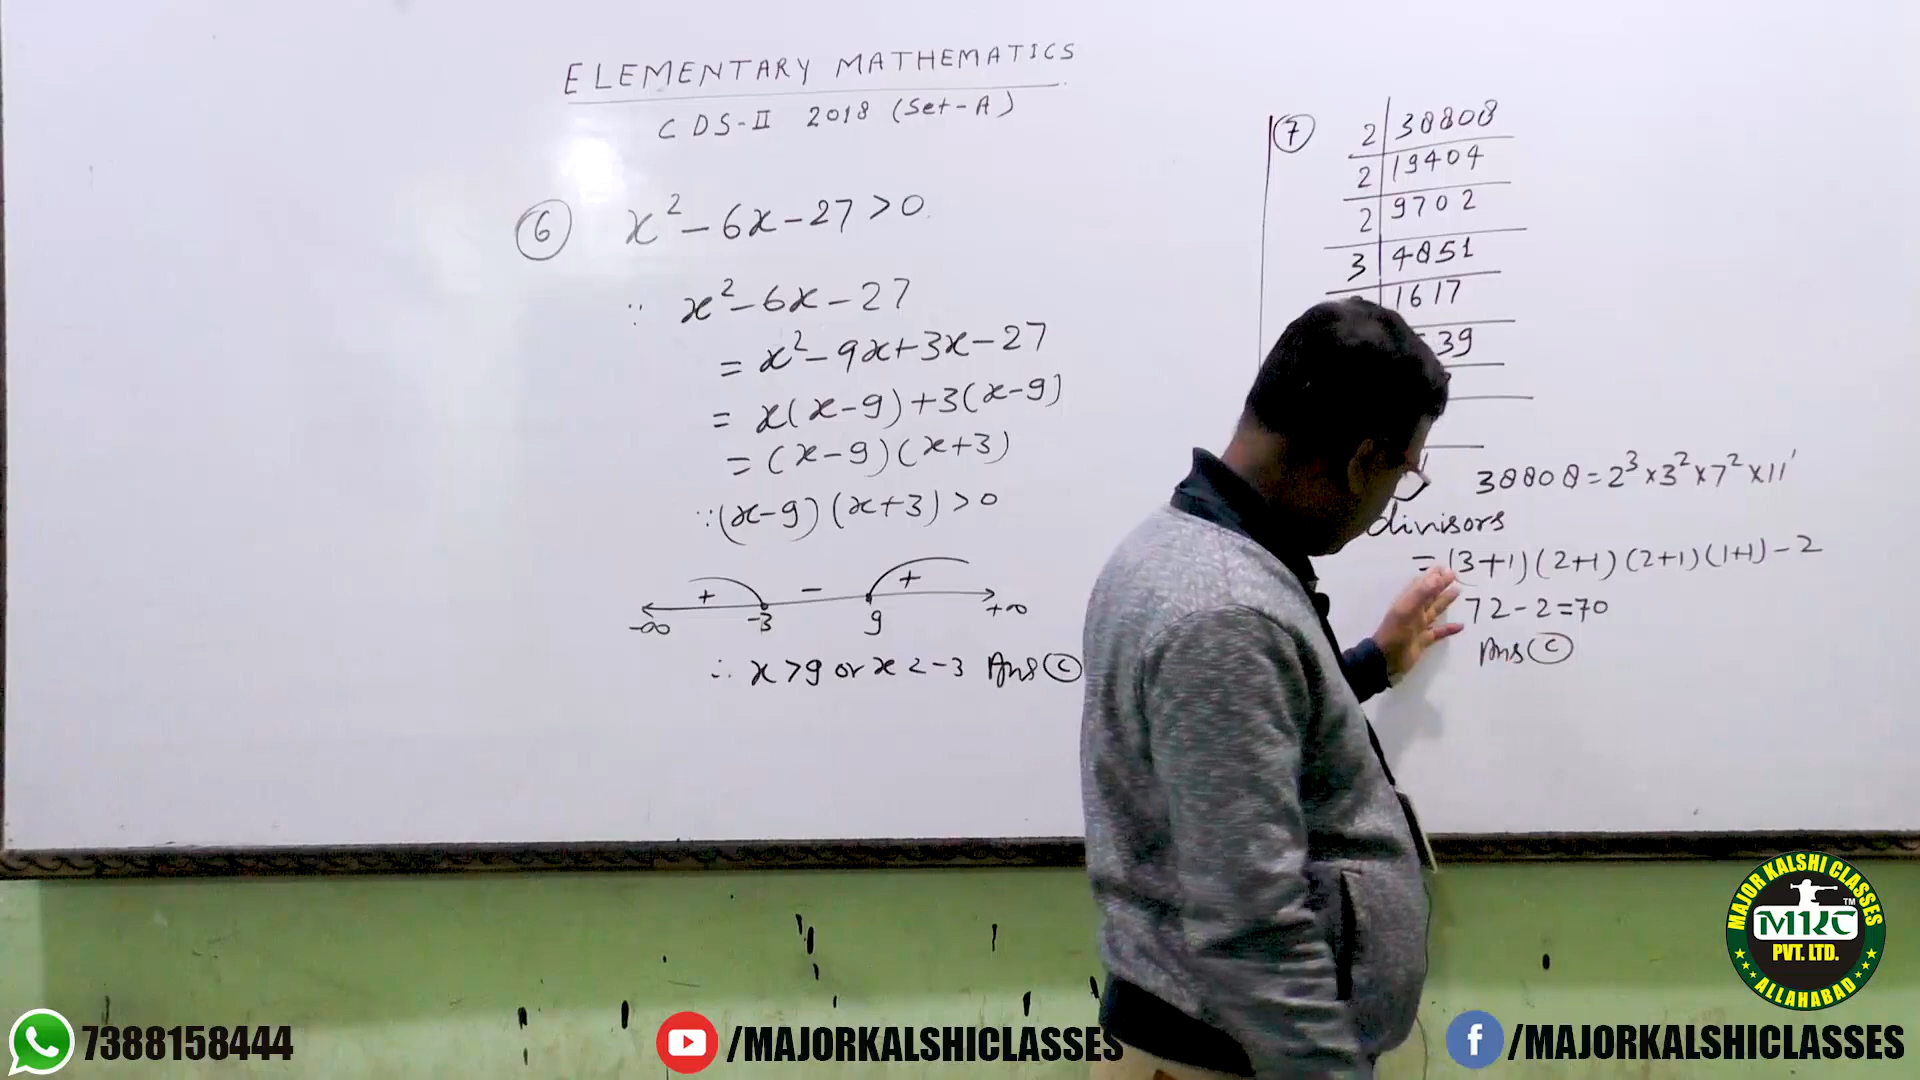 ELEMENTARY MATHEMATICS
CDS-II 2018 (Set-A)
6 x²-6x-27>0
∵ x²-6x-27
= x²-9x+3x-27
= x(x-9)+3(x-9)
= (x-9)(x+3)
∵(x-9)(x+3)>0
+ - +
-∞ -3 9 +∞
∴ x>9 or x<-3 Ans C
7 2 38808
2 19404
2 9702
3 4851
1617
39
38808=2³×3²×7²×11¹
divisors
=(3+1)(2+1)(2+1)(1+1)-2
72-2=70
Ans C
MAJOR KALSHI CLASSES
MKC TM
PVT. LTD.
ALLAHABAD
7388158444
/MAJORKALSHICLASSES
/MAJORKALSHICLASSES